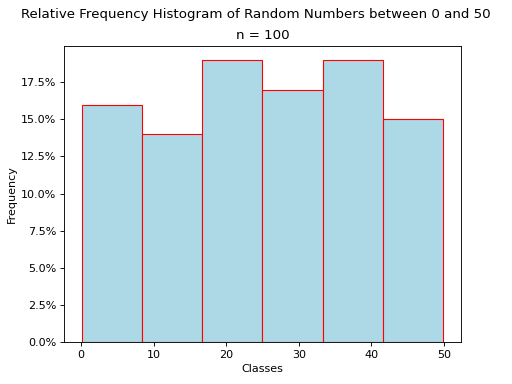 Relative Frequency Histogram of Random Numbers between 0 and 50
n = 100
17.5%
15.0%
12.5%
10.0%
7.5%
5.0%
2.5%
0.0%
Frequency
0 10 20 30 40 50
Classes